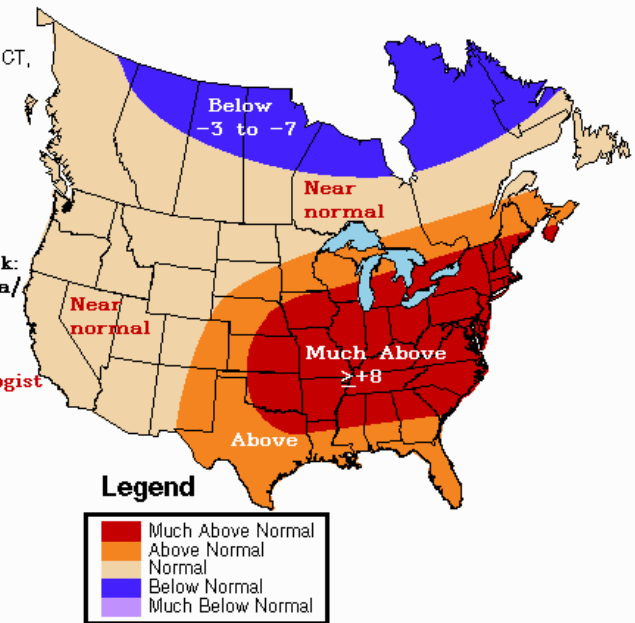 CT,
Below
-3 to -7
Near
normal
k:
a/
Near
normal
ogist
Much Above
≥+8
Above
Legend
Much Above Normal
Above Normal
Normal
Below Normal
Much Below Normal